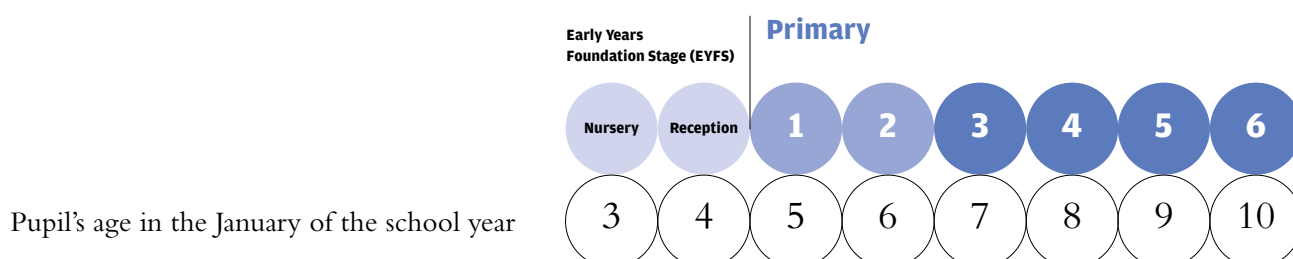 Early Years
Foundation Stage (EYFS)
Primary
Nursery Reception 1 2 3 4 5 6
Pupil’s age in the January of the school year 3 4 5 6 7 8 9 10